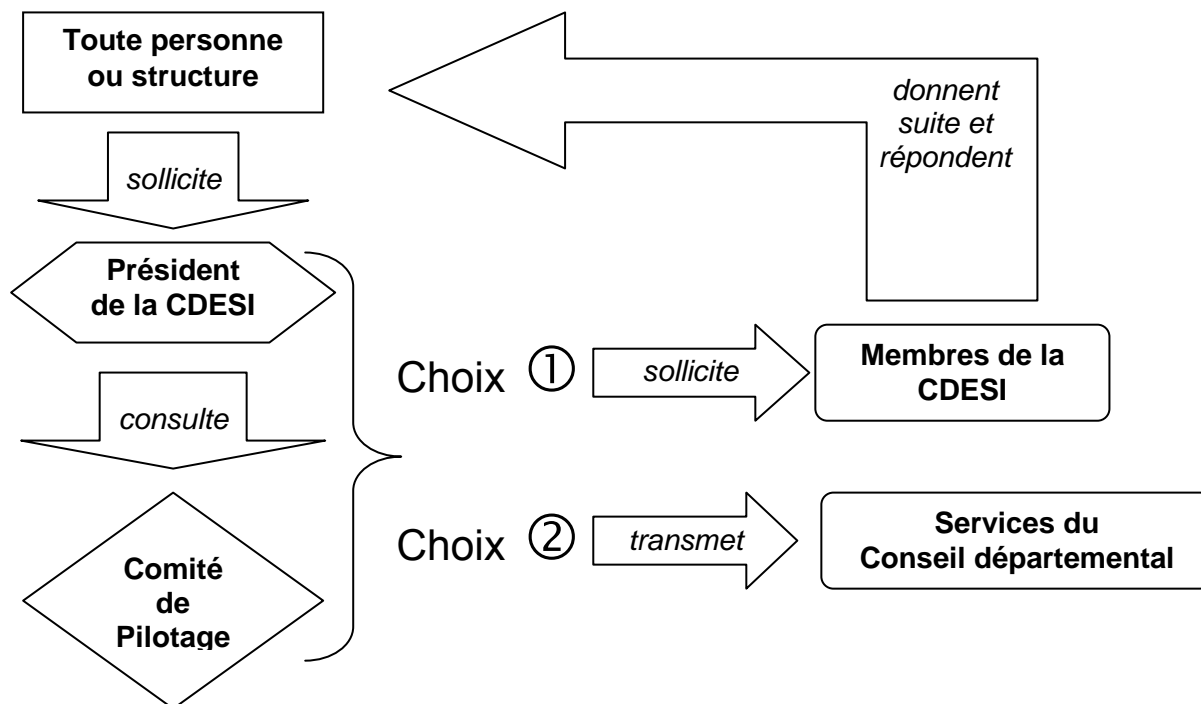 Toute personne
ou structure
sollicite
Président
de la CDESI
consulte
Comité
de
Pilotage
Choix ①
sollicite
Membres de la
CDESI
Choix ②
transmet
Services du
Conseil départemental
donnent
suite et
répondent